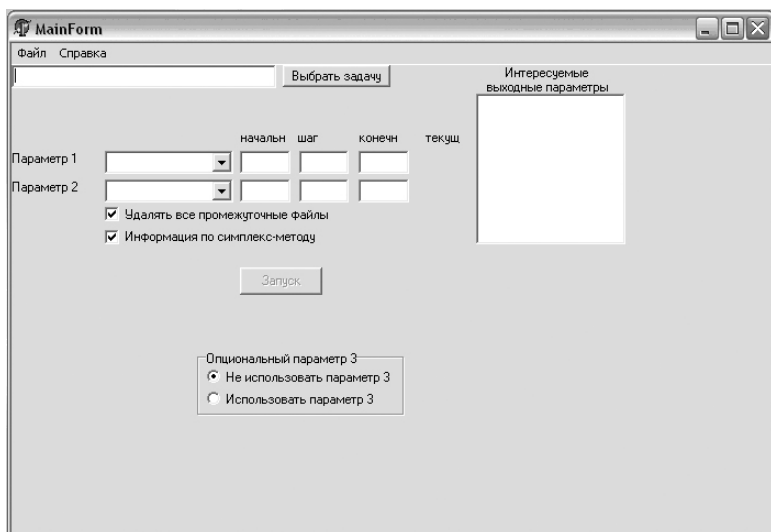 MainForm
Файл Справка
Выбрать задачу
Интересуемые
выходные параметры
начальн шаг конечн текущ
Параметр 1
Параметр 2
Удалять все промежуточные файлы
Информация по симплекс-методу
Запуск
Опциональный параметр 3
Не использовать параметр 3
Использовать параметр 3